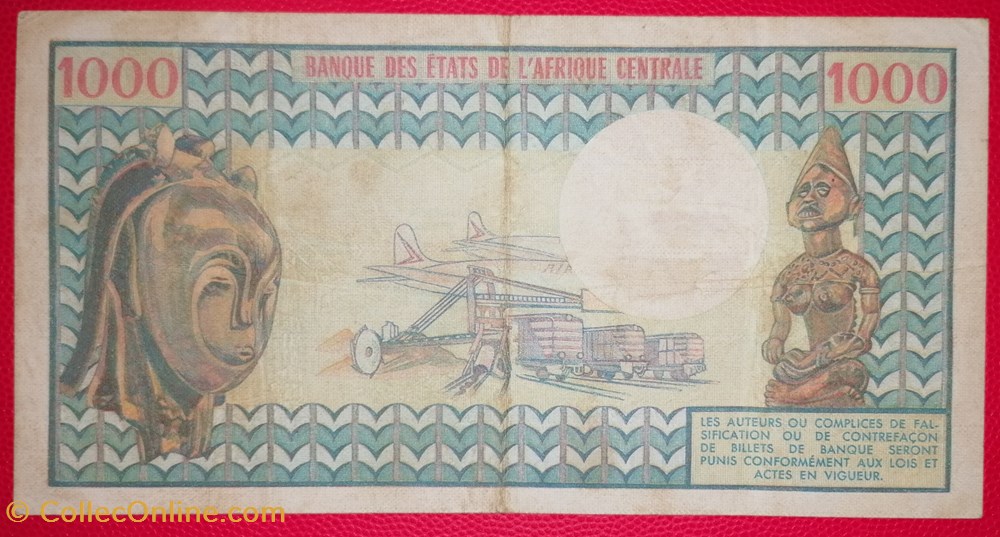 1000
BANQUE DES ÉTATS DE L'AFRIQUE CENTRALE
1000
AIR
LES AUTEURS OU COMPLICES DE FAL-
SIFICATION OU DE CONTREFAÇON
DE BILLETS DE BANQUE SERONT
PUNIS CONFORMÉMENT AUX LOIS ET
ACTES EN VIGUEUR.
© CollecOnline.com